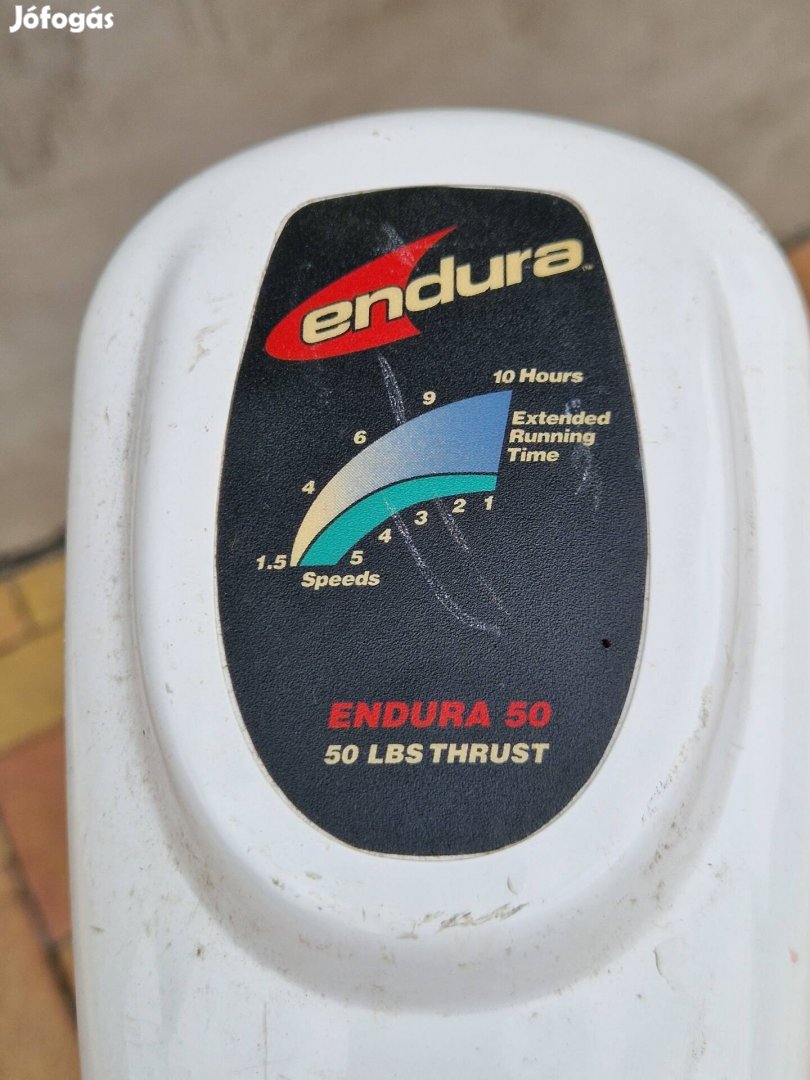 Jófogás
endura™
10 Hours
9
Extended
Running
Time
6
4
1.5
1
2
3
4
5
Speeds
ENDURA 50
50 LBS THRUST